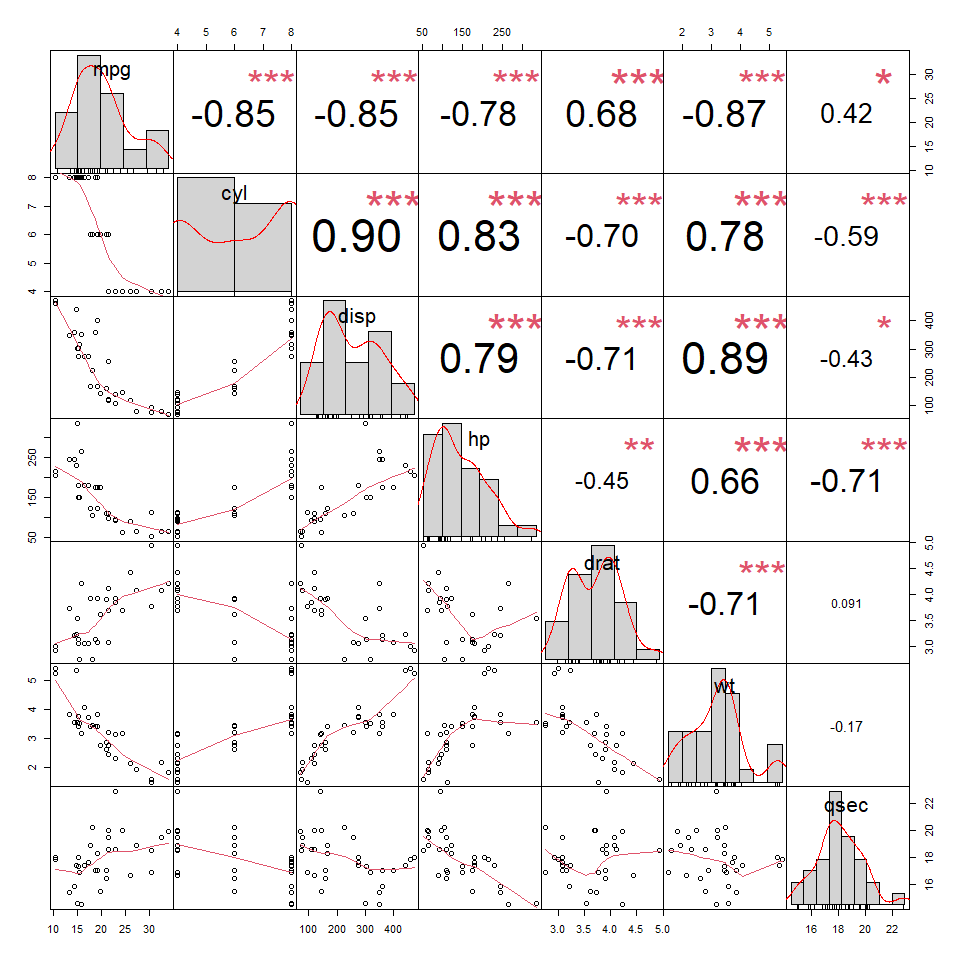 4 5 6 7 8 50 150 250 2 3 4 5
mpg *** *** *** *** *** *
-0.85 -0.85 -0.78 0.68 -0.87 0.42
10 15 20 25 30
cyl *** *** *** *** ***
0.90 0.83 -0.70 0.78 -0.59
4 5 6 7 8
disp *** *** *** *
0.79 -0.71 0.89 -0.43
100 200 300 400
hp ** *** ***
-0.45 0.66 -0.71
50 150 250
drat ***
-0.71 0.091
3.0 3.5 4.0 4.5 5.0
wt
-0.17
2 3 4 5
qsec
16 18 20 22
10 15 20 25 30 100 200 300 400 3.0 3.5 4.0 4.5 5.0 16 18 20 22